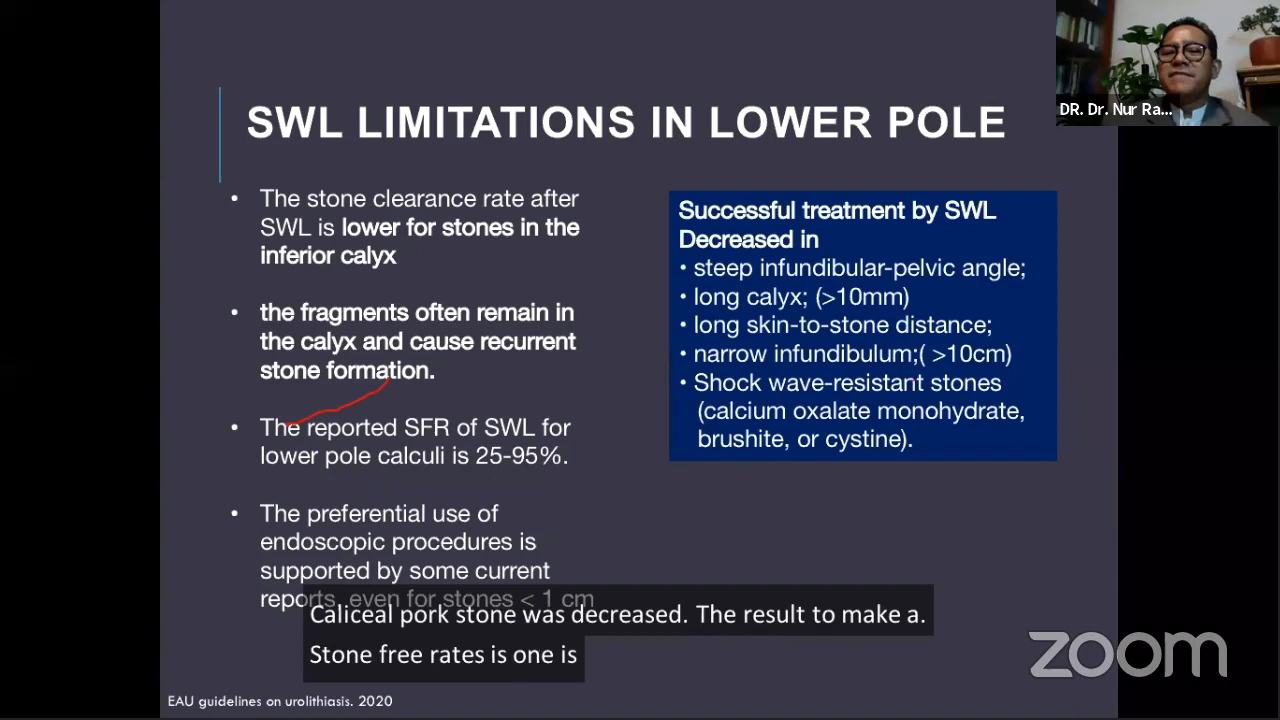 SWL LIMITATIONS IN LOWER POLE
DR. Dr. Nur Ra...
• The stone clearance rate after
SWL is lower for stones in the
inferior calyx
• the fragments often remain in
the calyx and cause recurrent
stone formation.
• The reported SFR of SWL for
lower pole calculi is 25-95%.
• The preferential use of
endoscopic procedures is
supported by some current
reports, even for stones < 1 cm
Successful treatment by SWL
Decreased in
• steep infundibular-pelvic angle;
• long calyx; (>10mm)
• long skin-to-stone distance;
• narrow infundibulum;( >10cm)
• Shock wave-resistant stones
(calcium oxalate monohydrate,
brushite, or cystine).
Caliceal pork stone was decreased. The result to make a.
Stone free rates is one is
zoom
EAU guidelines on urolithiasis. 2020